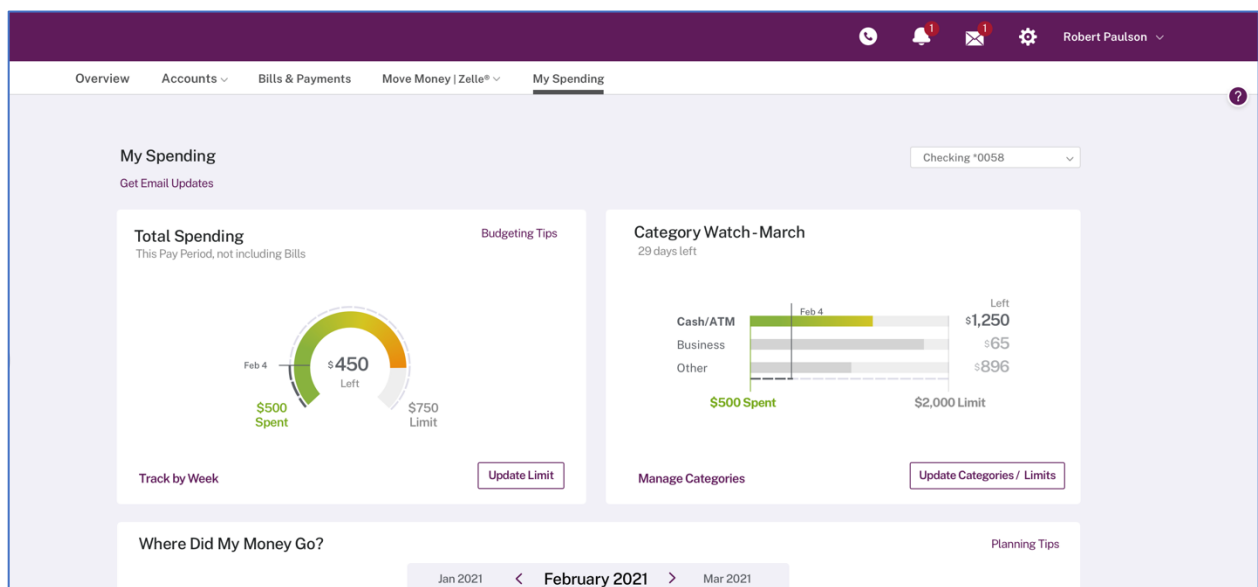 1
1
Robert Paulson
Overview
Accounts
Bills & Payments
Move Money | Zelle®
My Spending
?
My Spending
Checking *0058
Get Email Updates
Total Spending
Budgeting Tips
This Pay Period, not including Bills
Feb 4
$450
Left
$500
Spent
$750
Limit
Track by Week
Update Limit
Category Watch - March
29 days left
Left
Feb 4
Cash/ATM
$1,250
Business
$65
Other
$896
$500 Spent
$2,000 Limit
Manage Categories
Update Categories / Limits
Where Did My Money Go?
Planning Tips
Jan 2021
February 2021
Mar 2021